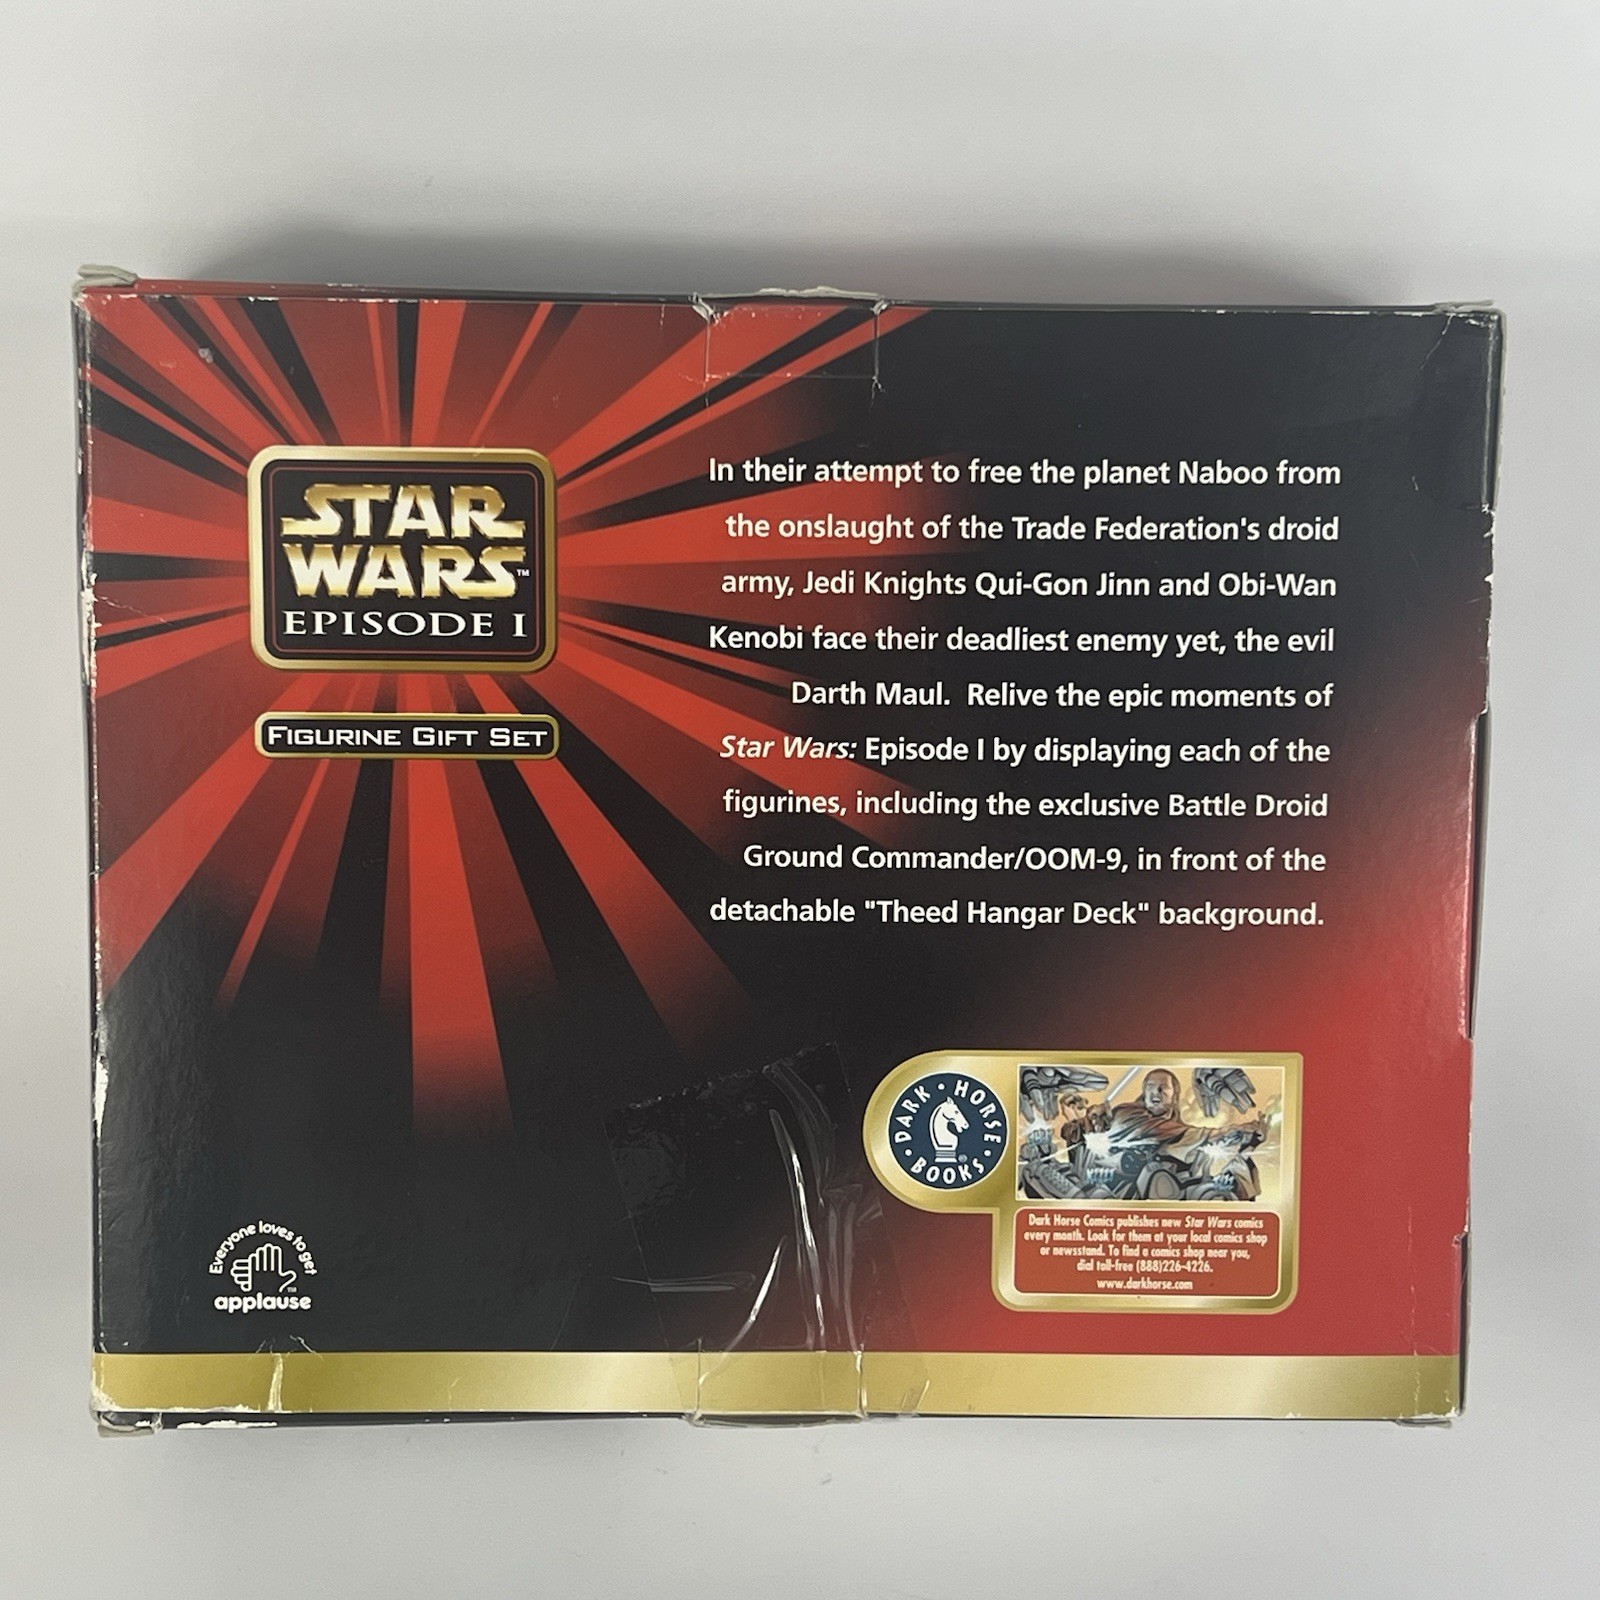 STAR
WARS™
EPISODE I
FIGURINE GIFT SET
In their attempt to free the planet Naboo from
the onslaught of the Trade Federation's droid
army, Jedi Knights Qui-Gon Jinn and Obi-Wan
Kenobi face their deadliest enemy yet, the evil
Darth Maul. Relive the epic moments of
Star Wars: Episode I by displaying each of the
figurines, including the exclusive Battle Droid
Ground Commander/OOM-9, in front of the
detachable "Theed Hangar Deck" background.
Everyone loves to get
applause™
DARK • HORSE
• BOOKS •®
Dark Horse Comics publishes new Star Wars comics
every month. Look for them at your local comics shop
or newsstand. To find a comics shop near you,
dial toll-free (888)226-4226.
www.darkhorse.com